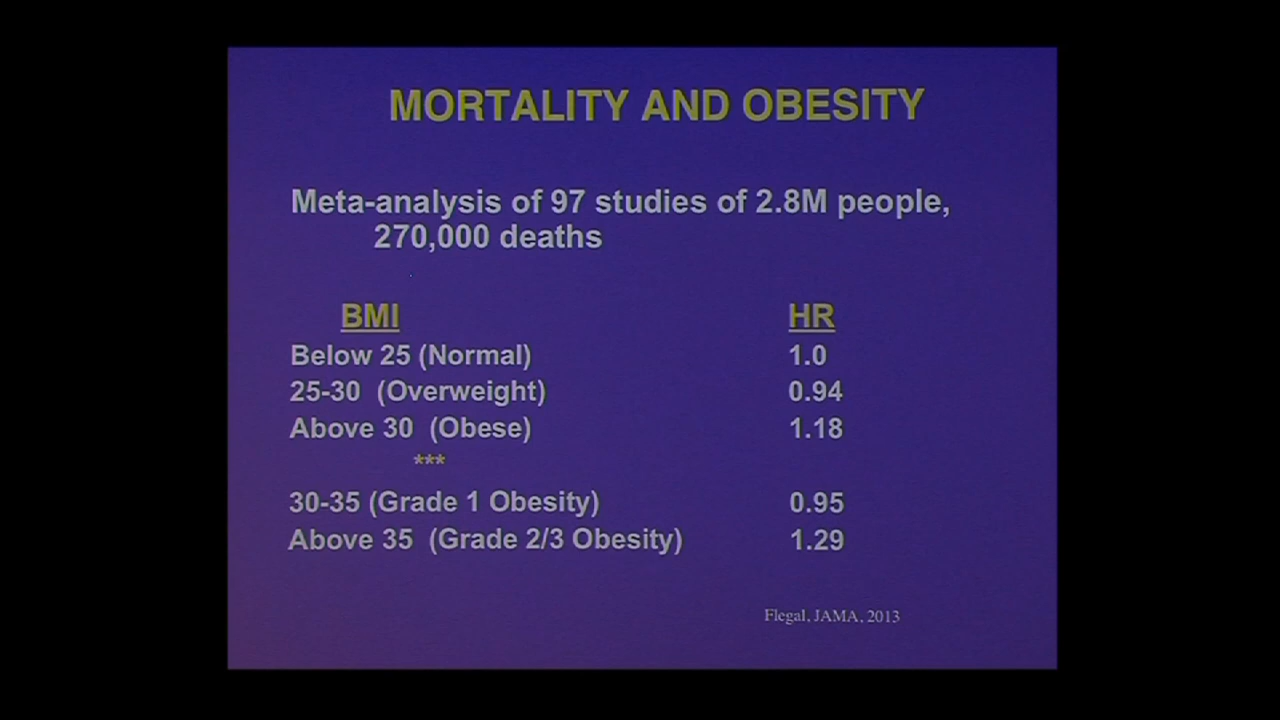 MORTALITY AND OBESITY
Meta-analysis of 97 studies of 2.8M people,
270,000 deaths
BMI HR
Below 25 (Normal) 1.0
25-30 (Overweight) 0.94
Above 30 (Obese) 1.18
***
30-35 (Grade 1 Obesity) 0.95
Above 35 (Grade 2/3 Obesity) 1.29
Flegal, JAMA, 2013